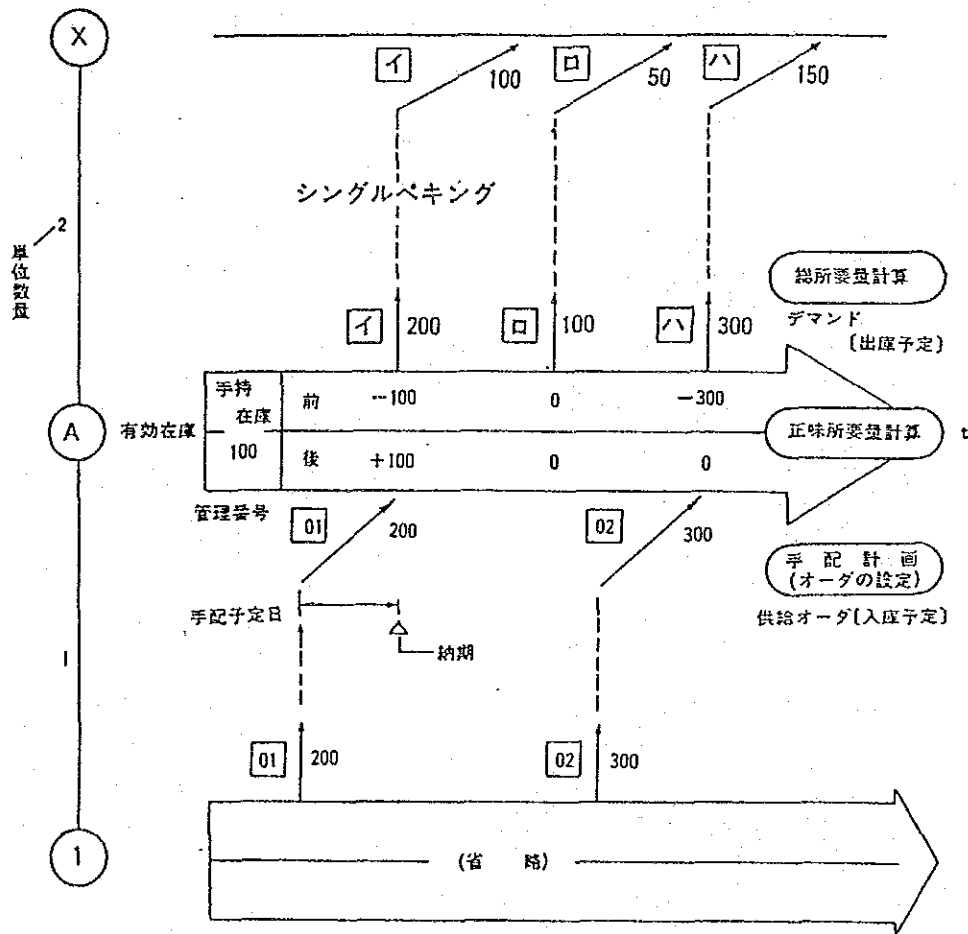 X
イ
100
ロ
50
ハ
150
シングルペキング
2
単位数量
イ
200
ロ
100
ハ
300
総所要量計算
デマンド
〔出庫予定〕
A
有効在庫
手持
在庫
100
前
--100
0
-300
後
+100
0
0
正味所要量計算
t
管理番号
01
200
02
300
手配計画
(オーダの設定)
供給オーダ〔入庫予定〕
手配予定日
納期
1
01
200
02
300
1
(省略)